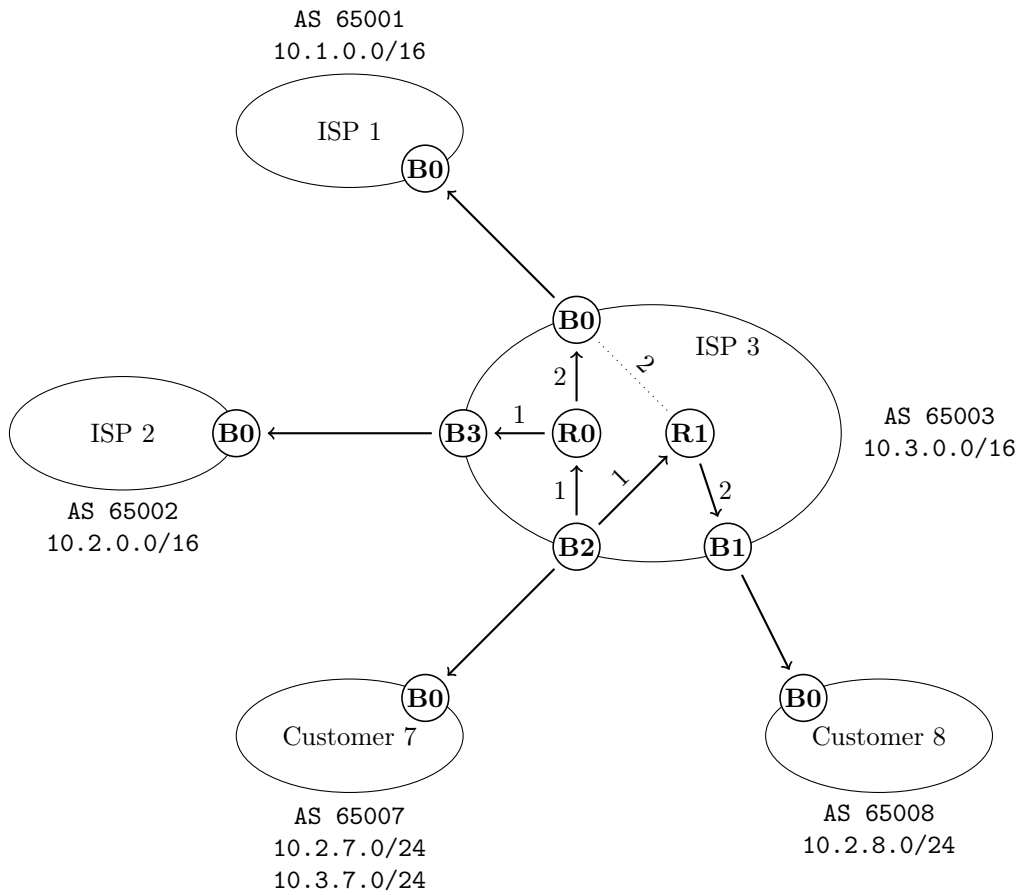 AS 65001
10.1.0.0/16
ISP 1
B0
B0
ISP 3
2
2
ISP 2
B0
B3
1
R0
R1
AS 65003
10.3.0.0/16
1
1
2
AS 65002
10.2.0.0/16
B2
B1
B0
Customer 7
B0
Customer 8
AS 65007
10.2.7.0/24
10.3.7.0/24
AS 65008
10.2.8.0/24